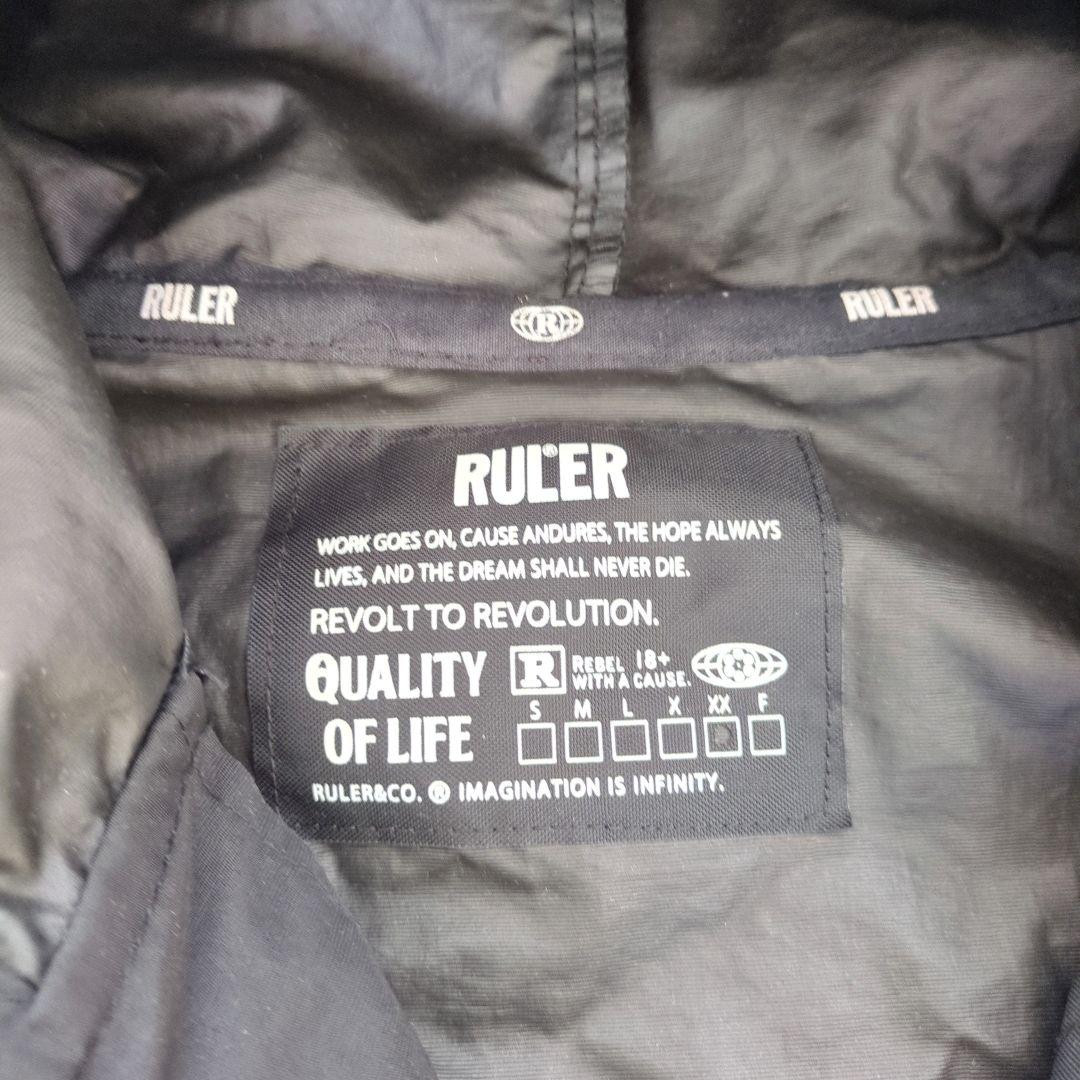 RULER R RULER
RULER®
WORK GOES ON, CAUSE ANDURES, THE HOPE ALWAYS
LIVES, AND THE DREAM SHALL NEVER DIE.
REVOLT TO REVOLUTION.
QUALITY R REBEL 18+
WITH A CAUSE.
S M L X XX F
OF LIFE
RULER&CO. ® IMAGINATION IS INFINITY.